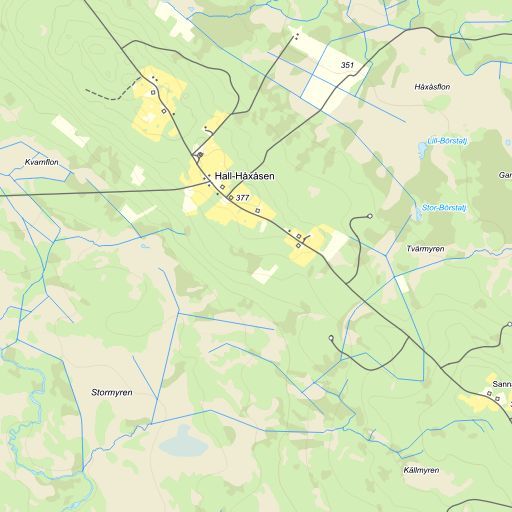 351
Håxåsflon
Lill-Börstatj
Kvarnflon
Hall-Håxåsen
377
Stor-Börstatj
Tvärmyren
Stormyren
Källmyren